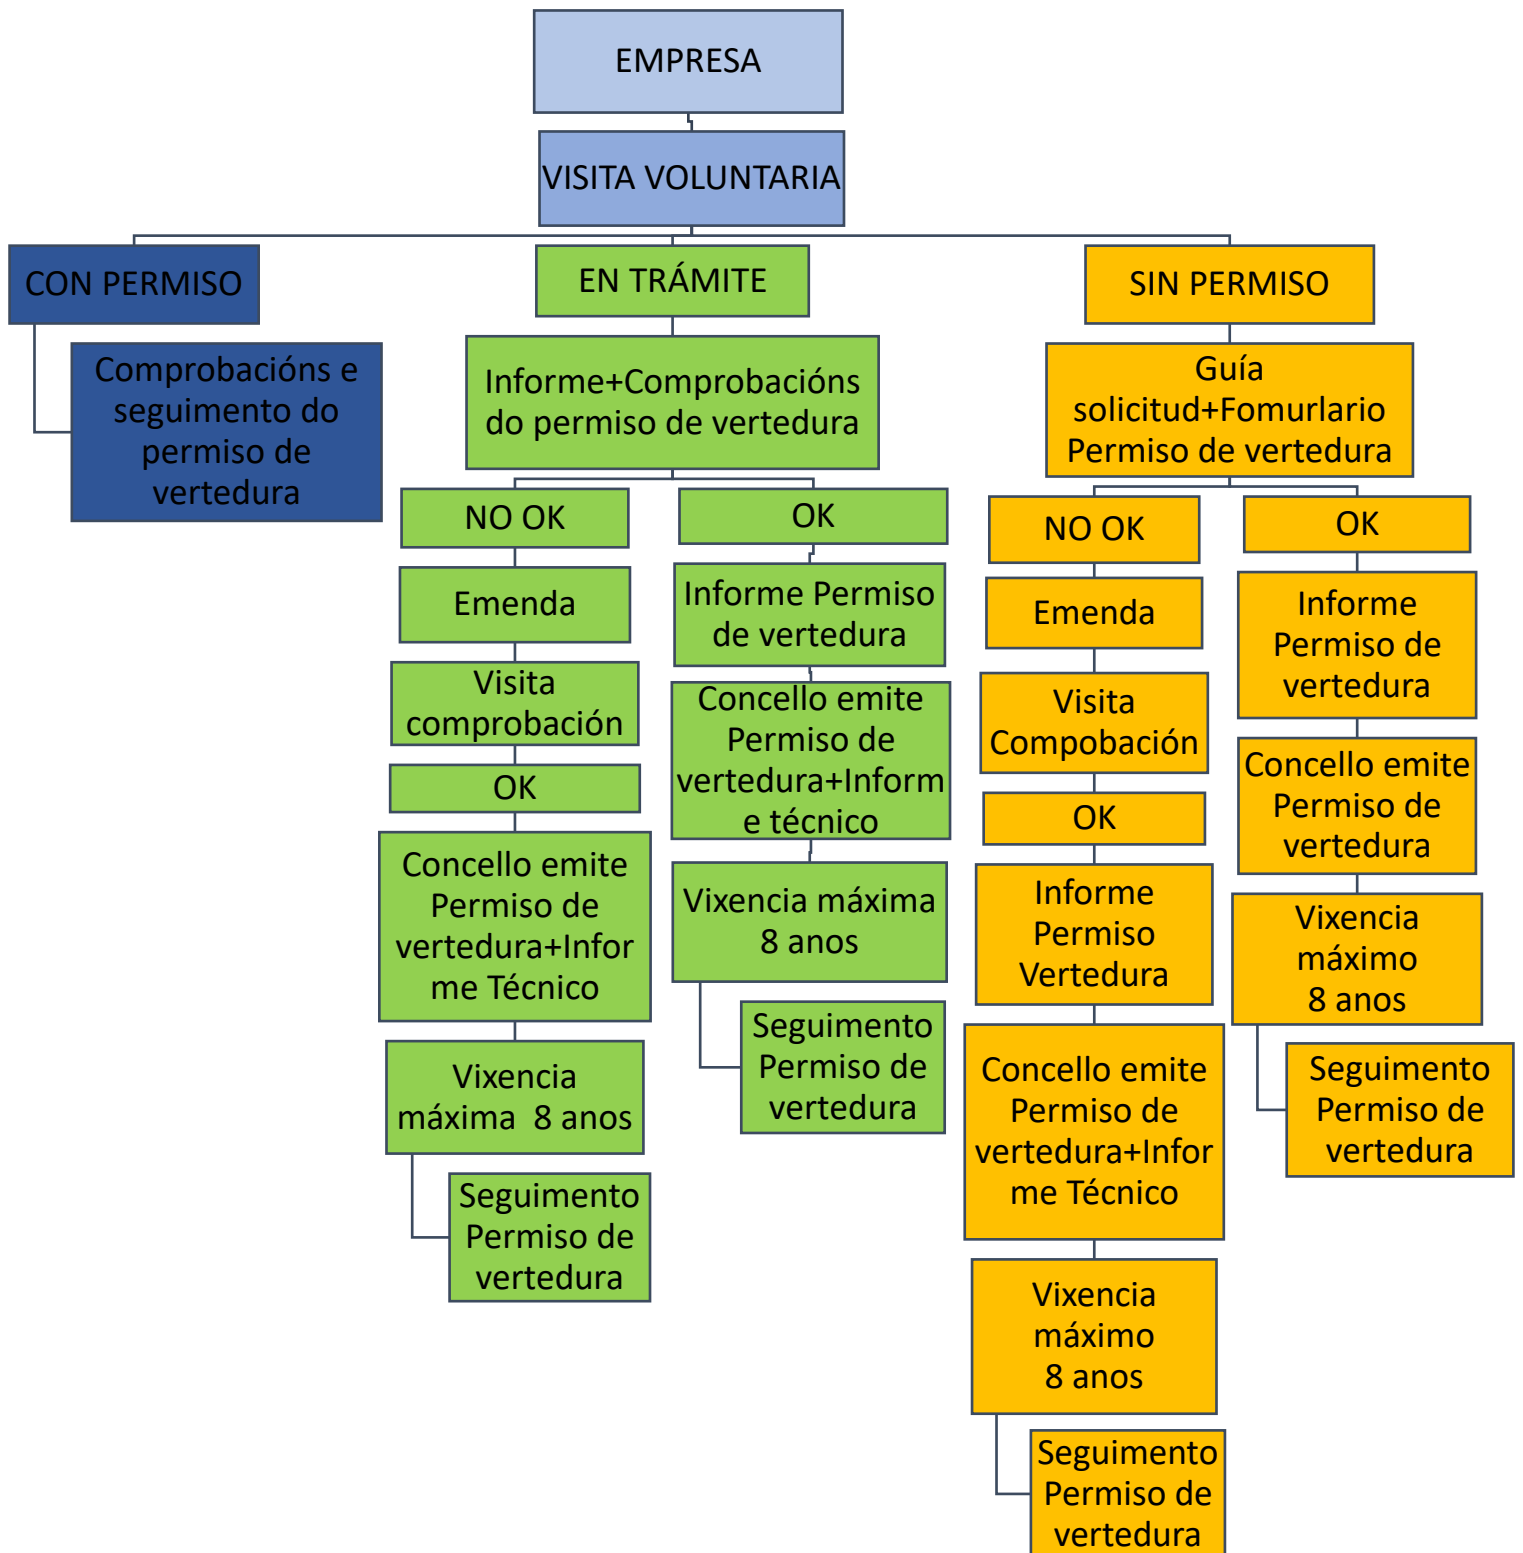 EMPRESA
VISITA VOLUNTARIA
CON PERMISO
Comprobacións e
seguimento do
permiso de
vertedura
EN TRÁMITE
Informe+Comprobacións
do permiso de vertedura
NO OK
Emenda
Visita
comprobación
OK
Concello emite
Permiso de
vertedura+Infor
me Técnico
Vixencia
máxima  8 anos
Seguimento
Permiso de
vertedura
OK
Informe Permiso
de vertedura
Concello emite
Permiso de
vertedura+Inform
e técnico
Vixencia máxima
8 anos
Seguimento
Permiso de
vertedura
SIN PERMISO
Guía
solicitud+Fomurlario
Permiso de vertedura
NO OK
Emenda
Visita
Compobación
OK
Informe
Permiso
Vertedura
Concello emite
Permiso de
vertedura+Infor
me Técnico
Vixencia
máximo
8 anos
Seguimento
Permiso de
vertedura
OK
Informe
Permiso de
vertedura
Concello emite
Permiso de
vertedura
Vixencia
máximo
8 anos
Seguimento
Permiso de
vertedura